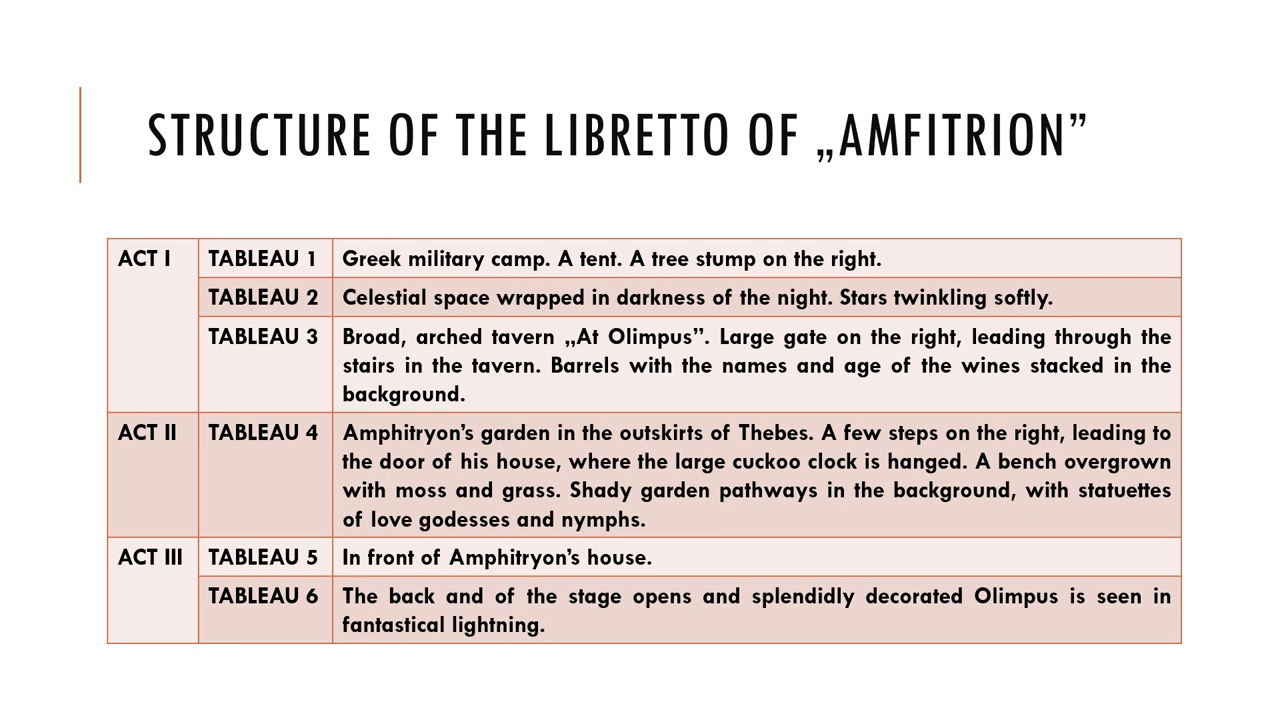 STRUCTURE OF THE LIBRETTO OF „AMFITRION”
ACT I TABLEAU 1 Greek military camp. A tent. A tree stump on the right.
TABLEAU 2 Celestial space wrapped in darkness of the night. Stars twinkling softly.
TABLEAU 3 Broad, arched tavern „At Olimpus”. Large gate on the right, leading through the
stairs in the tavern. Barrels with the names and age of the wines stacked in the
background.
ACT II TABLEAU 4 Amphitryon’s garden in the outskirts of Thebes. A few steps on the right, leading to
the door of his house, where the large cuckoo clock is hanged. A bench overgrown
with moss and grass. Shady garden pathways in the background, with statuettes
of love godesses and nymphs.
ACT III TABLEAU 5 In front of Amphitryon’s house.
TABLEAU 6 The back and of the stage opens and splendidly decorated Olimpus is seen in
fantastical lightning.